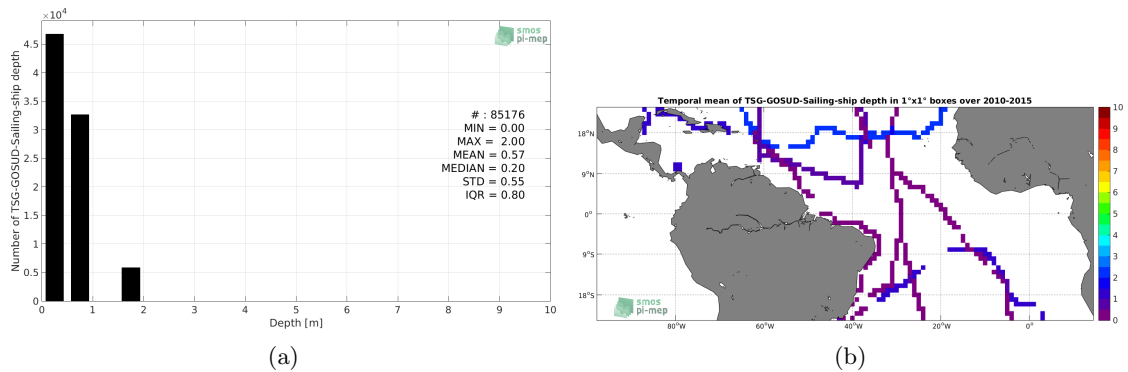 ×10⁴
4.5
4
3.5
3
2.5
2
1.5
1
0.5
0
Number of TSG-GOSUD-Sailing-ship depth
smos
pi-mep
# : 85176
MIN = 0.00
MAX = 2.00
MEAN = 0.57
MEDIAN = 0.20
STD = 0.55
IQR = 0.80
0 1 2 3 4 5 6 7 8 9 10
Depth [m]
(a)
Temporal mean of TSG-GOSUD-Sailing-ship depth in 1°x1° boxes over 2010-2015
18°N
9°N
0°
9°S
18°S
smos
pi-mep
80°W 60°W 40°W 20°W 0°
10
9
8
7
6
5
4
3
2
1
0
(b)